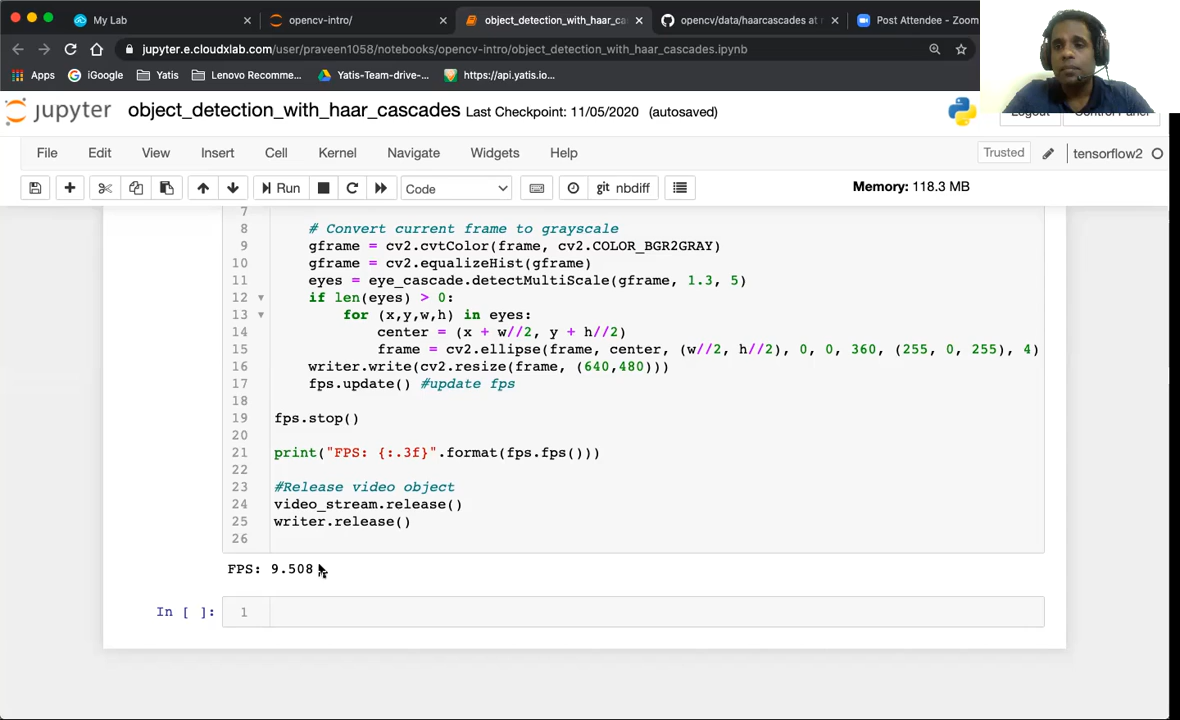 My Lab
opencv-intro/
object_detection_with_haar_ca
opencv/data/haarcascades at
Post Attendee - Zoom
jupyter.e.cloudxlab.com/user/praveen1058/notebooks/opencv-intro/object_detection_with_haar_cascades.ipynb
Apps
iGoogle
Yatis
Lenovo Recomme...
Yatis-Team-drive-...
https://api.yatis.io...
jupyter
object_detection_with_haar_cascades Last Checkpoint: 11/05/2020 (autosaved)
Logout
Control Panel
File Edit View Insert Cell Kernel Navigate Widgets Help
Trusted
tensorflow2
Run
Code
git nbdiff
Memory: 118.3 MB
7
8 # Convert current frame to grayscale
9 gframe = cv2.cvtColor(frame, cv2.COLOR_BGR2GRAY)
10 gframe = cv2.equalizeHist(gframe)
11 eyes = eye_cascade.detectMultiScale(gframe, 1.3, 5)
12 if len(eyes) > 0:
13 for (x,y,w,h) in eyes:
14 center = (x + w//2, y + h//2)
15 frame = cv2.ellipse(frame, center, (w//2, h//2), 0, 0, 360, (255, 0, 255), 4)
16 writer.write(cv2.resize(frame, (640,480)))
17 fps.update() #update fps
18
19 fps.stop()
20
21 print("FPS: {:.3f}".format(fps.fps()))
22
23 #Release video object
24 video_stream.release()
25 writer.release()
26
FPS: 9.508
In [ ]: 1